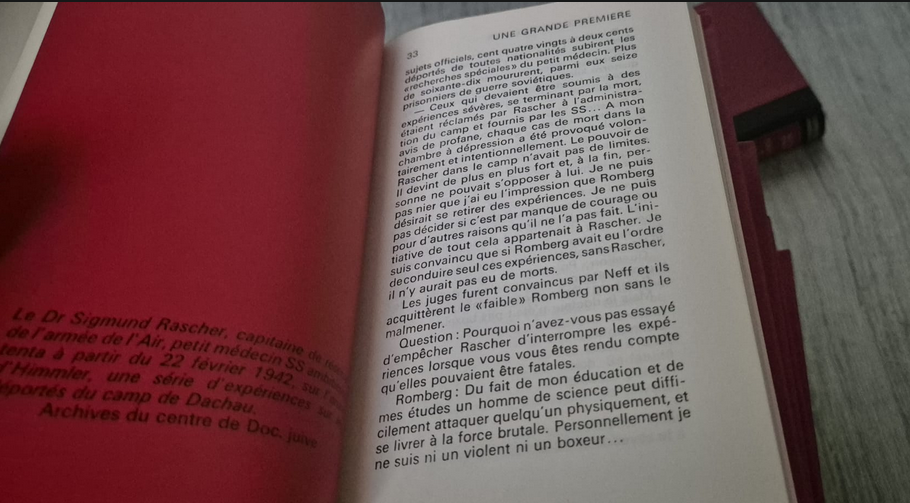 Le Dr Sigmund Rascher, capitaine de
de l'armée de l'Air, petit médecin SS
tenta à partir du 22 février 1942, sur
d'Himmler, une série d'expériences sur
déportés du camp de Dachau.
Archives du centre de Doc. juive
UNE GRANDE PREMIERE
33
sujets officiels, cent quatre vingts à deux cents
déportés de toutes nationalités subirent les
«recherches spéciales» du petit médecin. Plus
de soixante-dix moururent, parmi eux seize
prisonniers de guerre soviétiques.
— Ceux qui devaient être soumis à des
expériences sévères, se terminant par la mort,
étaient réclamés par Rascher à l'administra-
tion du camp et fournis par les SS... A mon
avis de profane, chaque cas de mort dans la
chambre à dépression a été provoqué volon-
tairement et intentionnellement. Le pouvoir de
Rascher dans le camp n'avait pas de limites.
Il devint de plus en plus fort et, à la fin, per-
sonne ne pouvait s'opposer à lui. Je ne puis
pas nier que j'ai eu l'impression que Romberg
désirait se retirer des expériences. Je ne puis
pas décider si c'est par manque de courage ou
pour d'autres raisons qu'il ne l'a pas fait. L'ini-
tiative de tout cela appartenait à Rascher. Je
suis convaincu que si Romberg avait eu l'ordre
deconduire seul ces expériences, sans Rascher,
il n'y aurait pas eu de morts.
Les juges furent convaincus par Neff et ils
acquittèrent le «faible» Romberg non sans le
malmener.
Question : Pourquoi n'avez-vous pas essayé
d'empêcher Rascher d'interrompre les expé-
riences lorsque vous vous êtes rendu compte
qu'elles pouvaient être fatales.
Romberg : Du fait de mon éducation et de
mes études un homme de science peut diffi-
cilement attaquer quelqu'un physiquement, et
se livrer à la force brutale. Personnellement je
ne suis ni un violent ni un boxeur...